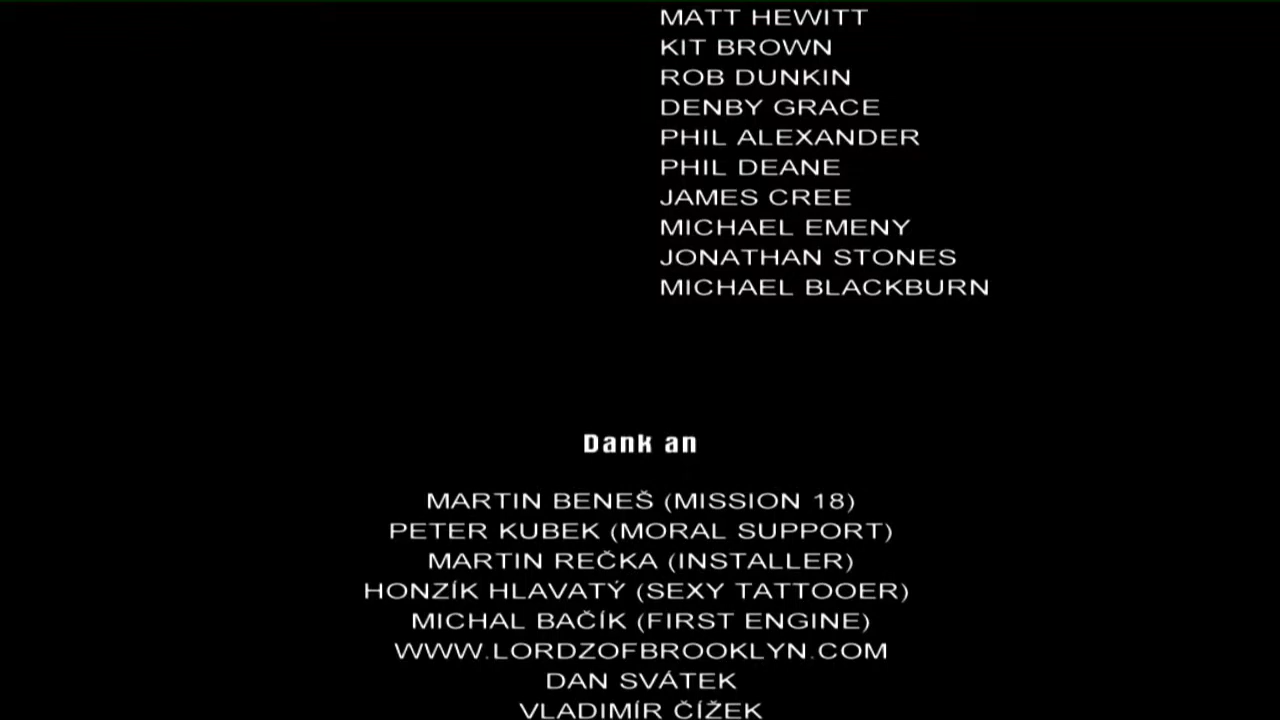 MATT HEWITT
KIT BROWN
ROB DUNKIN
DENBY GRACE
PHIL ALEXANDER
PHIL DEANE
JAMES CREE
MICHAEL EMENY
JONATHAN STONES
MICHAEL BLACKBURN
Dank an
MARTIN BENEŠ (MISSION 18)
PETER KUBEK (MORAL SUPPORT)
MARTIN REČKA (INSTALLER)
HONZÍK HLAVATÝ (SEXY TATTOOER)
MICHAL BAČÍK (FIRST ENGINE)
WWW.LORDZOFBROOKLYN.COM
DAN SVÁTEK
VLADIMÍR ČÍŽEK